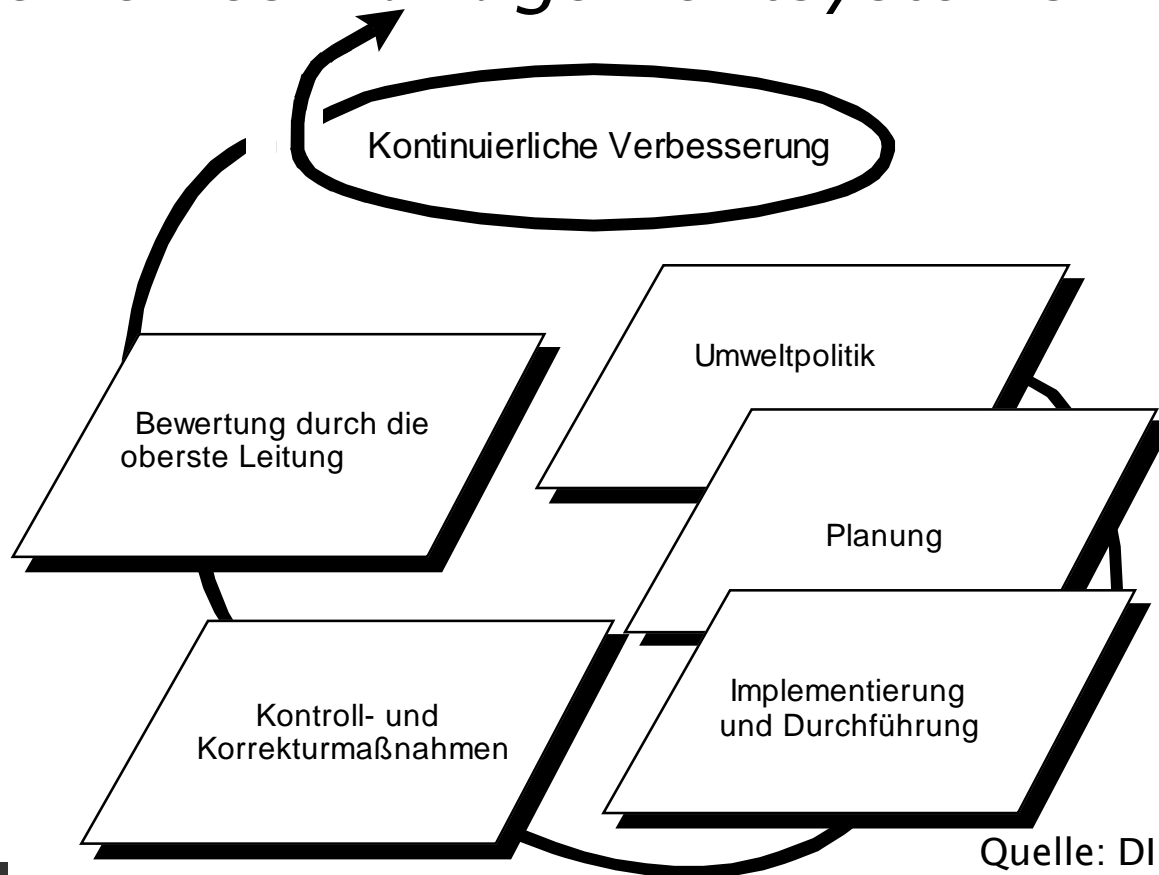 Kontinuierliche Verbesserung
Umweltpolitik
Bewertung durch die
oberste Leitung
Planung
Implementierung
und Durchführung
Kontroll- und
Korrekturmaßnahmen
Quelle: DI